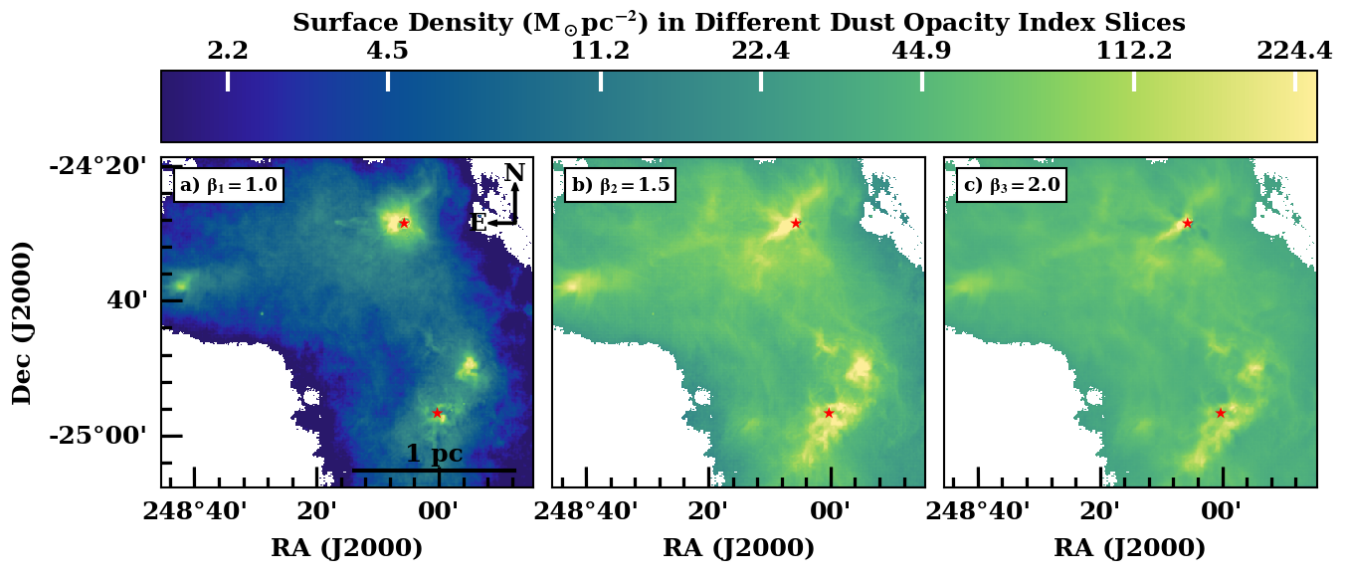 Surface Density (M☉pc⁻²) in Different Dust Opacity Index Slices
2.2 4.5 11.2 22.4 44.9 112.2 224.4
-24°20'
40'
-25°00'
Dec (J2000)
a) β₁ = 1.0
N
E
1 pc
b) β₂ = 1.5
c) β₃ = 2.0
248°40' 20' 00' 248°40' 20' 00' 248°40' 20' 00'
RA (J2000) RA (J2000) RA (J2000)